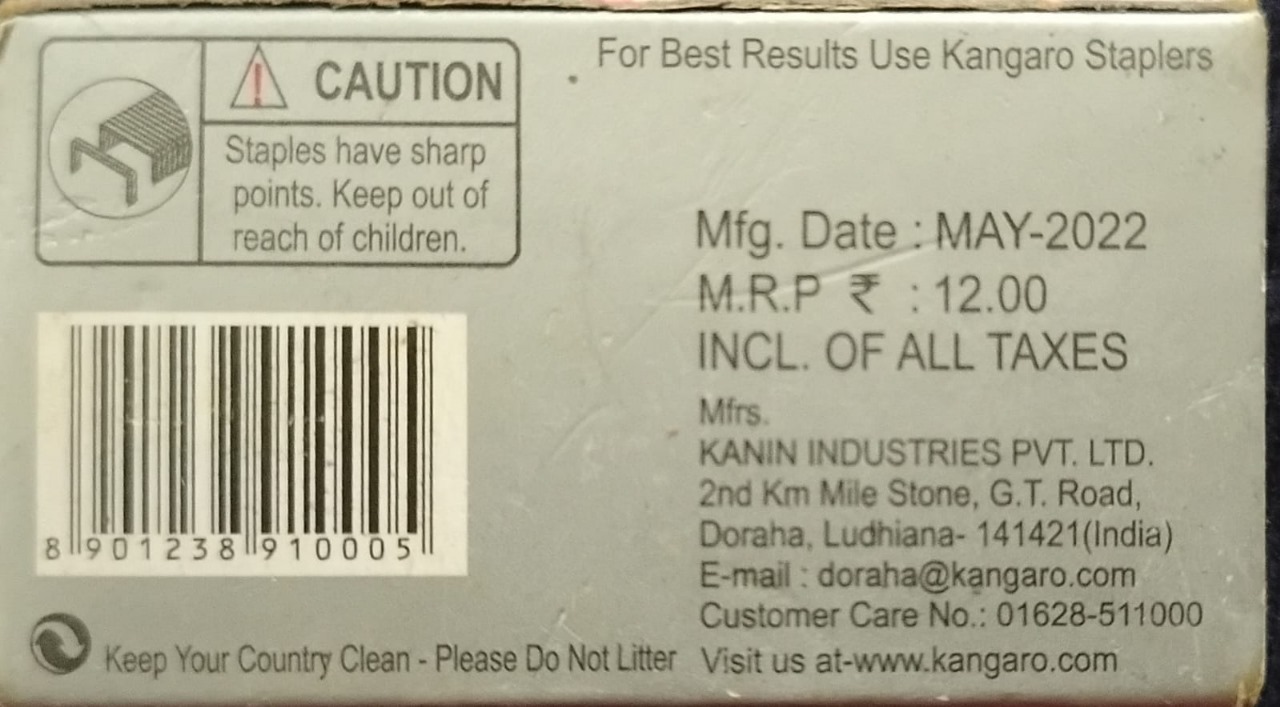 CAUTION
Staples have sharp
points. Keep out of
reach of children.
For Best Results Use Kangaro Staplers
Mfg. Date : MAY-2022
M.R.P ₹ : 12.00
INCL. OF ALL TAXES
Mfrs.
KANIN INDUSTRIES PVT. LTD.
2nd Km Mile Stone, G.T. Road,
Doraha, Ludhiana- 141421(India)
E-mail : doraha@kangaro.com
Customer Care No.: 01628-511000
Visit us at-www.kangaro.com
8 901238 910005
Keep Your Country Clean - Please Do Not Litter